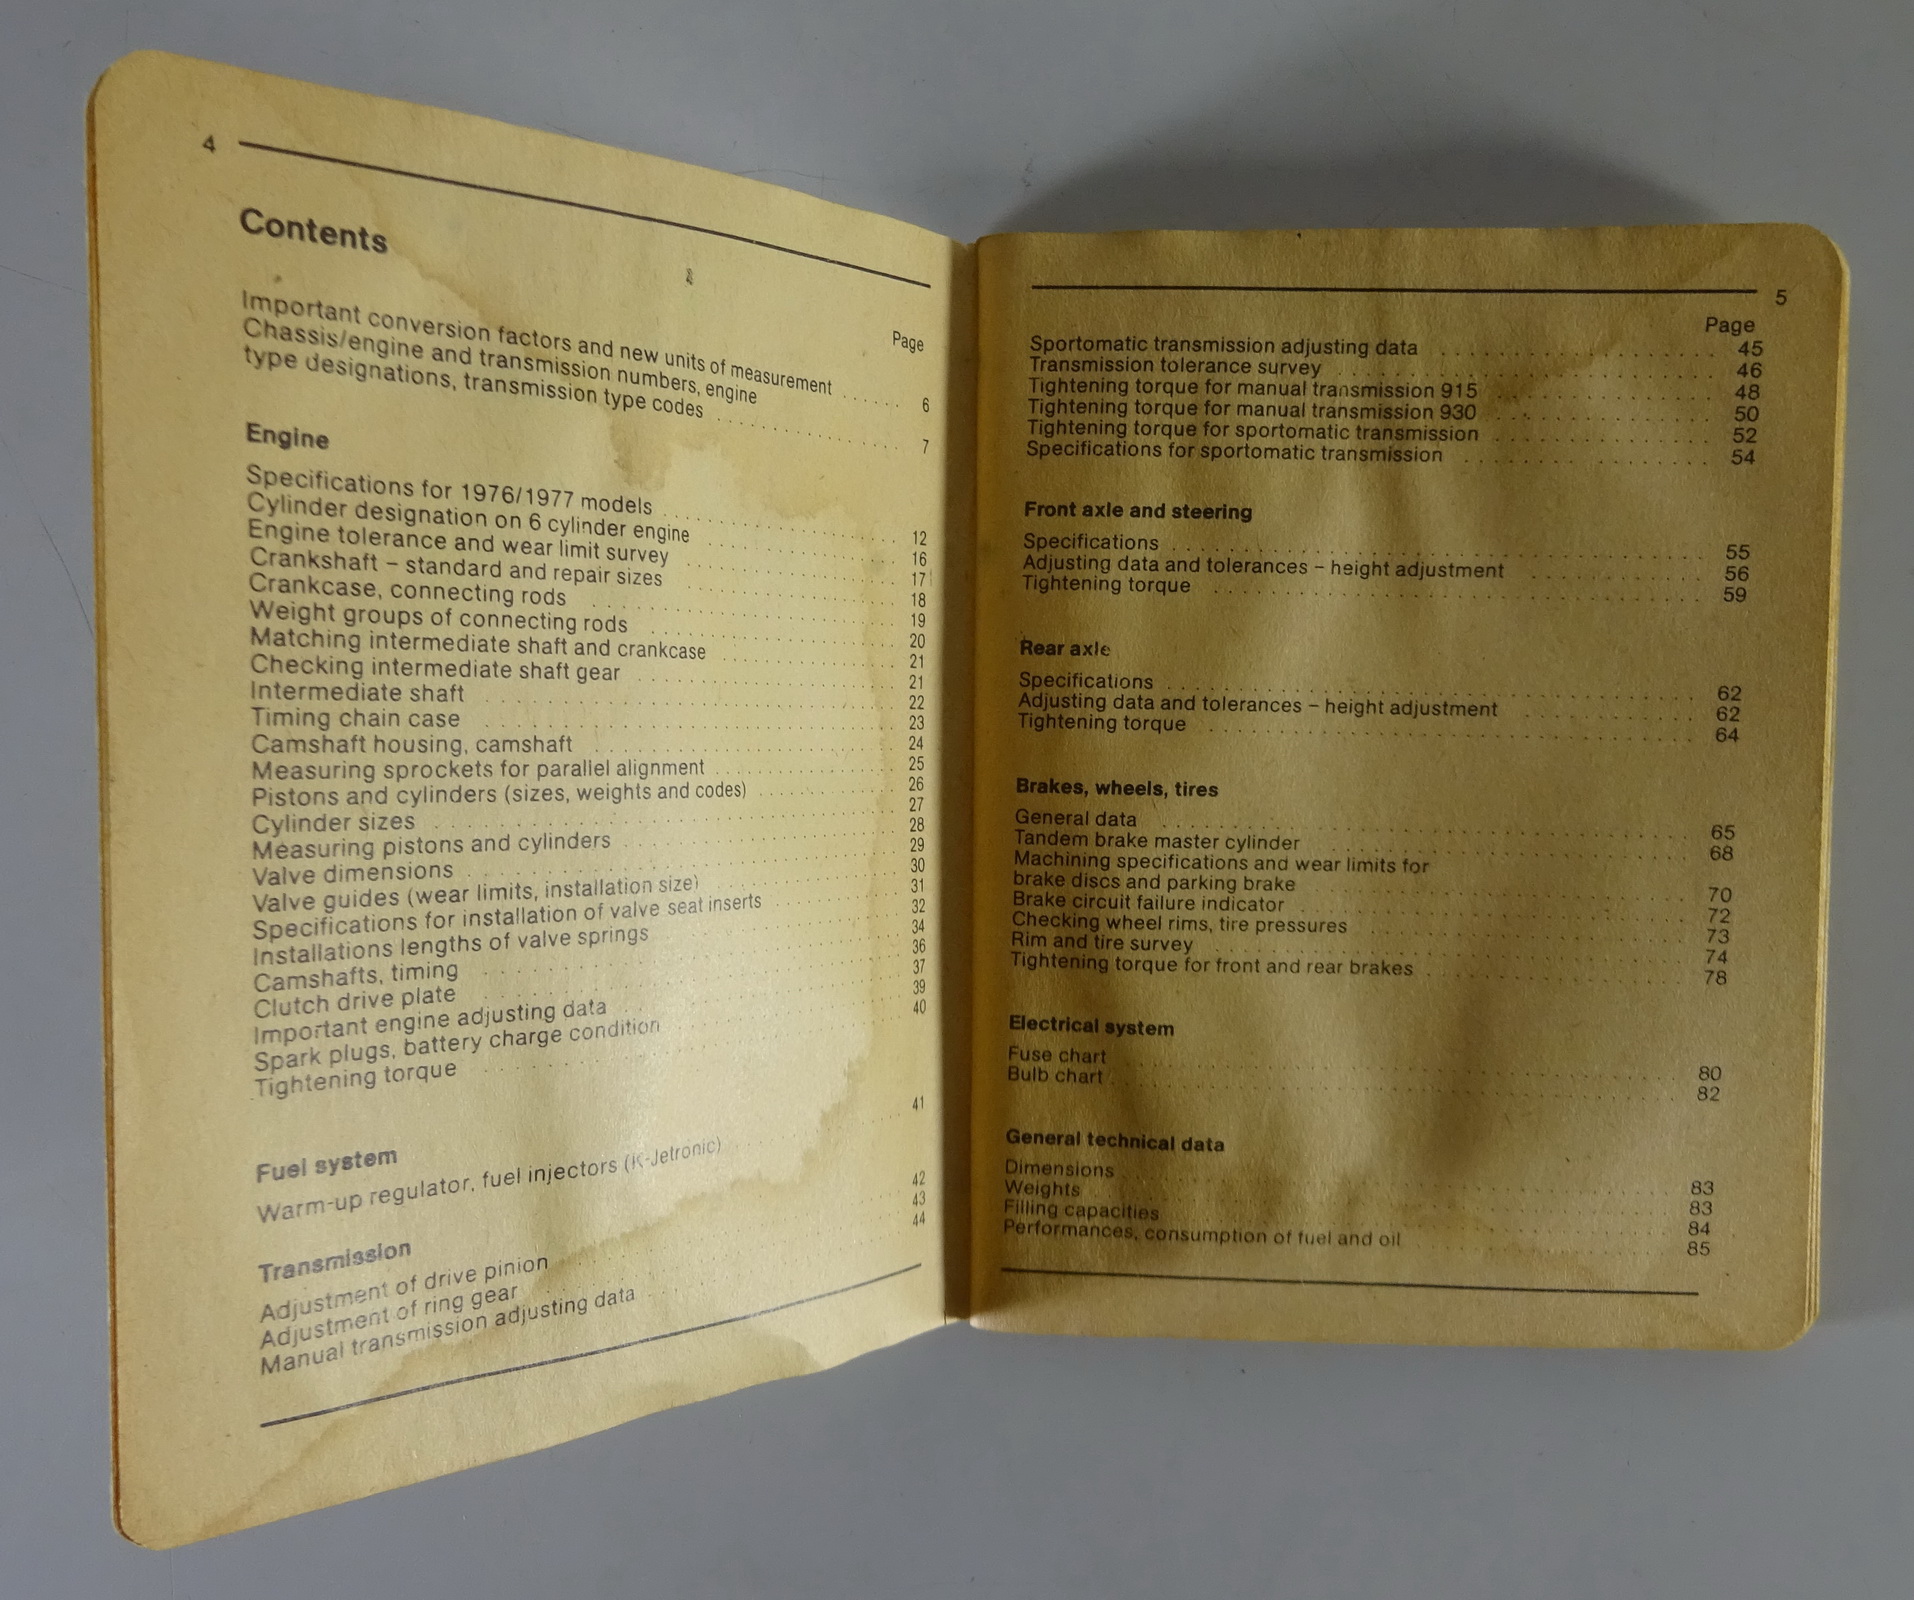 4
Contents
Page
Important conversion factors and new units of measurement . . . . . . 6
Chassis/engine and transmission numbers, engine
type designations, transmission type codes . . . . . . 7
Engine
Specifications for 1976/1977 models . . . . . . 12
Cylinder designation on 6 cylinder engine . . . . . . 16
Engine tolerance and wear limit survey . . . . . . 17
Crankshaft – standard and repair sizes . . . . . . 18
Crankcase, connecting rods . . . . . . 19
Weight groups of connecting rods . . . . . . 20
Matching intermediate shaft and crankcase . . . . . . 21
Checking intermediate shaft gear . . . . . . 21
Intermediate shaft . . . . . . 22
Timing chain case . . . . . . 23
Camshaft housing, camshaft . . . . . . 24
Measuring sprockets for parallel alignment . . . . . . 25
Pistons and cylinders (sizes, weights and codes) . . . . . . 26
Cylinder sizes . . . . . . 27
Measuring pistons and cylinders . . . . . . 28
Valve dimensions . . . . . . 29
Valve guides (wear limits, installation size) . . . . . . 30
Specifications for installation of valve seat inserts . . . . . . 31
Installations lengths of valve springs . . . . . . 32
Camshafts, timing . . . . . . 34
Clutch drive plate . . . . . . 36
Important engine adjusting data . . . . . . 37
Spark plugs, battery charge condition . . . . . . 39
Tightening torque . . . . . . 40
Fuel system
Warm-up regulator, fuel injectors (K-Jetronic) . . . . . . 41
Transmission
Adjustment of drive pinion . . . . . . 42
Adjustment of ring gear . . . . . . 43
Manual transmission adjusting data . . . . . . 44
5
Page
Sportomatic transmission adjusting data . . . . . . 45
Transmission tolerance survey . . . . . . 46
Tightening torque for manual transmission 915 . . . . . . 48
Tightening torque for manual transmission 930 . . . . . . 50
Tightening torque for sportomatic transmission . . . . . . 52
Specifications for sportomatic transmission . . . . . . 54
Front axle and steering
Specifications . . . . . . 55
Adjusting data and tolerances – height adjustment . . . . . . 56
Tightening torque . . . . . . 59
Rear axle
Specifications . . . . . . 62
Adjusting data and tolerances – height adjustment . . . . . . 62
Tightening torque . . . . . . 64
Brakes, wheels, tires
General data . . . . . . 65
Tandem brake master cylinder . . . . . . 68
Machining specifications and wear limits for
brake discs and parking brake . . . . . . 70
Brake circuit failure indicator . . . . . . 72
Checking wheel rims, tire pressures . . . . . . 73
Rim and tire survey . . . . . . 74
Tightening torque for front and rear brakes . . . . . . 78
Electrical system
Fuse chart . . . . . . 80
Bulb chart . . . . . . 82
General technical data
Dimensions . . . . . . 83
Weights . . . . . . 83
Filling capacities . . . . . . 84
Performances, consumption of fuel and oil . . . . . . 85